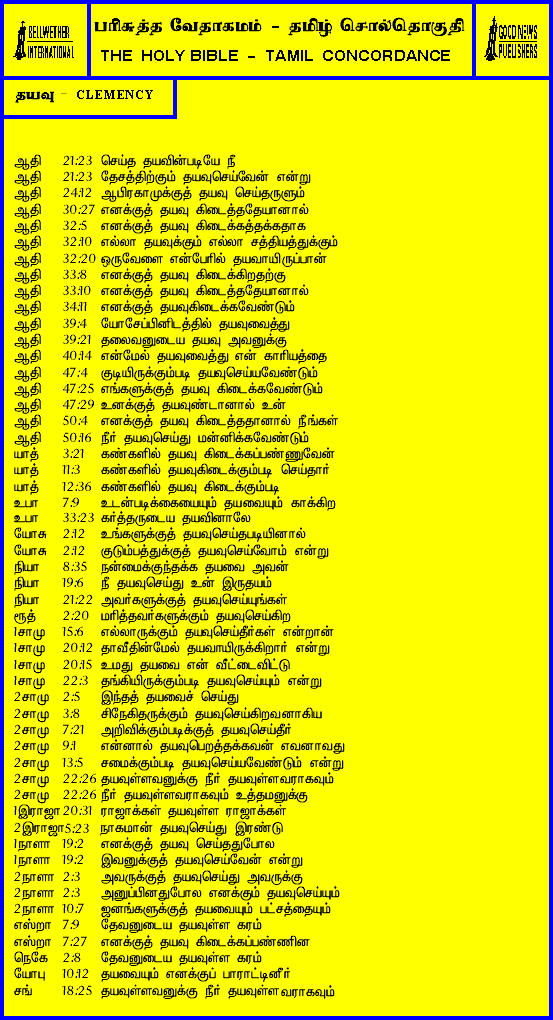 BELLWETHER
INTERNATIONAL
பரிசுத்த வேதாகமம் - தமிழ் சொல்தொகுதி
THE HOLY BIBLE - TAMIL CONCORDANCE
GOOD NEWS
PUBLISHERS
தயவு - CLEMENCY
ஆதி 21:23 செய்த தயவின்படியே நீ
ஆதி 21:23 தேசத்திற்கும் தயவுசெய்வேன் என்று
ஆதி 24:12 ஆபிரகாமுக்குத் தயவு செய்தருளும்
ஆதி 30:27 எனக்குத் தயவு கிடைத்ததேயானால்
ஆதி 32:5 எனக்குத் தயவு கிடைக்கத்தக்கதாக
ஆதி 32:10 எல்லா தயவுக்கும் எல்லா சத்தியத்துக்கும்
ஆதி 32:20 ஒருவேளை என்பேரில் தயவாயிருப்பான்
ஆதி 33:8 எனக்குத் தயவு கிடைக்கிறதற்கு
ஆதி 33:10 எனக்குத் தயவு கிடைத்ததேயானால்
ஆதி 34:11 எனக்குத் தயவுகிடைக்கவேண்டும்
ஆதி 39:4 யோசேப்பினிடத்தில் தயவுவைத்து
ஆதி 39:21 தலைவனுடைய தயவு அவனுக்கு
ஆதி 40:14 என்மேல் தயவுவைத்து என் காரியத்தை
ஆதி 47:4 குடியிருக்கும்படி தயவுசெய்யவேண்டும்
ஆதி 47:25 எங்களுக்குத் தயவு கிடைக்கவேண்டும்
ஆதி 47:29 உனக்குத் தயவுண்டானால் உன்
ஆதி 50:4 எனக்குத் தயவு கிடைத்ததானால் நீங்கள்
ஆதி 50:16 நீர் தயவுசெய்து மன்னிக்கவேண்டும்
யாத் 3:21 கண்களில் தயவு கிடைக்கப்பண்ணுவேன்
யாத் 11:3 கண்களில் தயவுகிடைக்கும்படி செய்தார்
யாத் 12:36 கண்களில் தயவு கிடைக்கும்படி
உபா 7:9 உடன்படிக்கையையும் தயவையும் காக்கிற
உபா 33:23 கர்த்தருடைய தயவினாலே
யோசு 2:12 உங்களுக்குத் தயவுசெய்தபடியினால்
யோசு 2:12 குடும்பத்துக்குத் தயவுசெய்வோம் என்று
நியா 8:35 நன்மைக்குந்தக்க தயவை அவன்
நியா 19:6 நீ தயவுசெய்து உன் இருதயம்
நியா 21:22 அவர்களுக்குத் தயவுசெய்யுங்கள்
ரூத் 2:20 மரித்தவர்களுக்கும் தயவுசெய்கிற
1சாமு 15:6 எல்லாருக்கும் தயவுசெய்தீர்கள் என்றான்
1சாமு 20:12 தாவீதின்மேல் தயவாயிருக்கிறார் என்று
1சாமு 20:15 உமது தயவை என் வீட்டைவிட்டு
1சாமு 22:3 தங்கியிருக்கும்படி தயவுசெய்யும் என்று
2சாமு 2:5 இந்தத் தயவைச் செய்து
2சாமு 3:8 சிநேகிதருக்கும் தயவுசெய்கிறவனாகிய
2சாமு 7:21 அறிவிக்கும்படிக்குத் தயவுசெய்தீர்
2சாமு 9:1 என்னால் தயவுபெறத்தக்கவன் எவனாவது
2சாமு 13:5 சமைக்கும்படி தயவுசெய்யவேண்டும் என்று
2சாமு 22:26 தயவுள்ளவனுக்கு நீர் தயவுள்ளவராகவும்
2சாமு 22:26 நீர் தயவுள்ளவராகவும் உத்தமனுக்கு
1இராஜா 20:31 ராஜாக்கள் தயவுள்ள ராஜாக்கள்
2இராஜா 5:23 நாகமான் தயவுசெய்து இரண்டு
1நாளா 19:2 எனக்குத் தயவு செய்ததுபோல
1நாளா 19:2 இவனுக்குத் தயவுசெய்வேன் என்று
2நாளா 2:3 அவருக்குத் தயவுசெய்து அவருக்கு
2நாளா 2:3 அனுப்பினதுபோல எனக்கும் தயவுசெய்யும்
2நாளா 10:7 ஜனங்களுக்குத் தயவையும் பட்சத்தையும்
எஸ்றா 7:9 தேவனுடைய தயவுள்ள கரம்
எஸ்றா 7:27 எனக்குத் தயவு கிடைக்கப்பண்ணின
நெகே 2:8 தேவனுடைய தயவுள்ள கரம்
யோபு 10:12 தயவையும் எனக்குப் பாராட்டினீர்
சங் 18:25 தயவுள்ளவனுக்கு நீர் தயவுள்ளவராகவும்